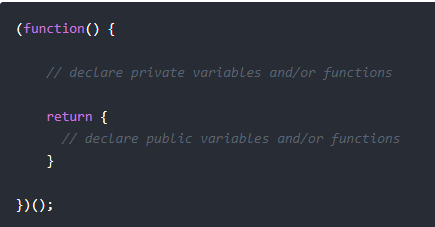 (function() {
// declare private variables and/or functions
return {
// declare public variables and/or functions
}
})();